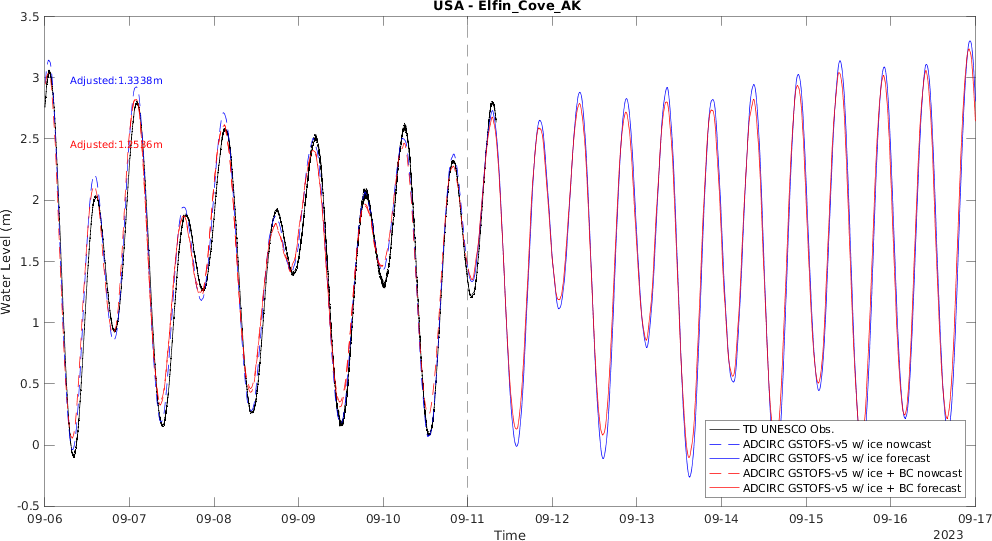 USA - Elfin_Cove_AK
3.5
3
2.5
2
1.5
1
0.5
0
-0.5
Water Level (m)
Adjusted:1.3338m
Adjusted:1.2586m
TD UNESCO Obs.
ADCIRC GSTOFS-v5 w/ ice nowcast
ADCIRC GSTOFS-v5 w/ ice forecast
ADCIRC GSTOFS-v5 w/ ice + BC nowcast
ADCIRC GSTOFS-v5 w/ ice + BC forecast
09-06 09-07 09-08 09-09 09-10 09-11 09-12 09-13 09-14 09-15 09-16 09-17
Time
2023